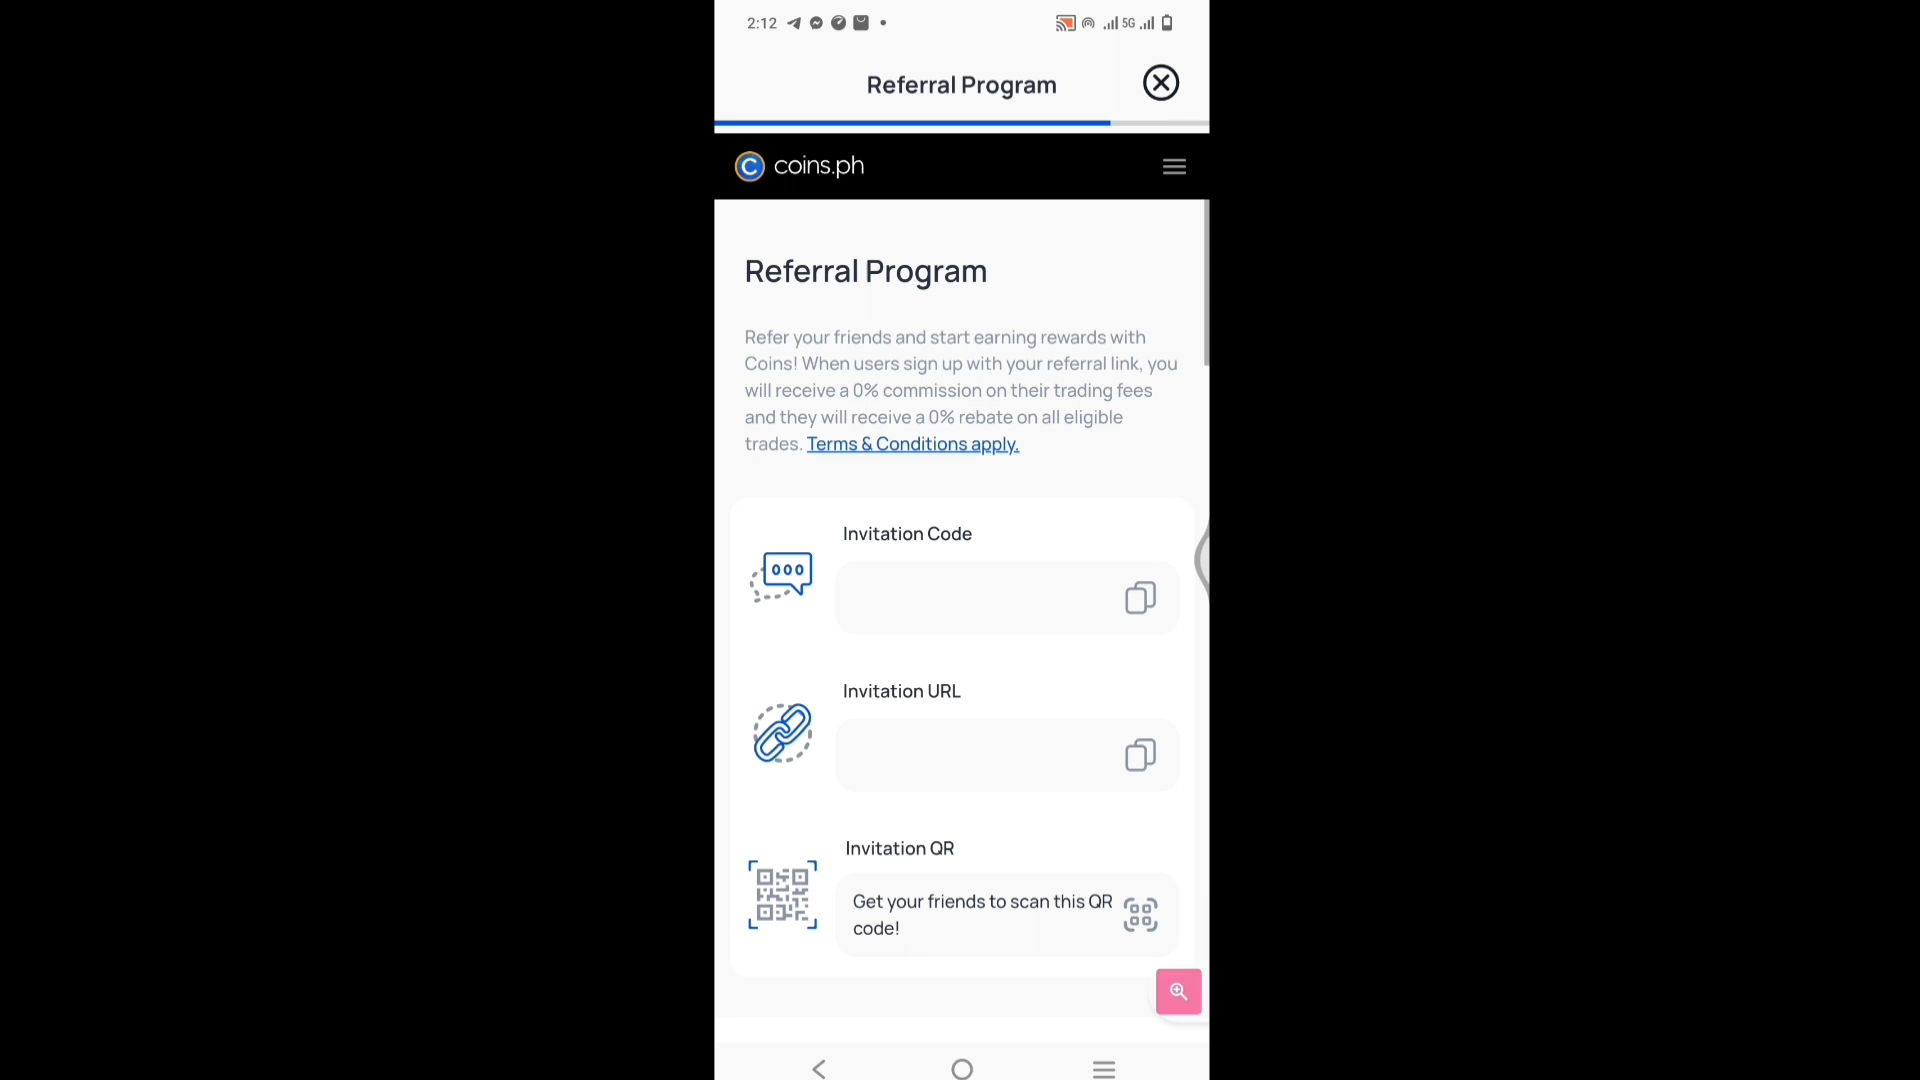 2:12
5G
Referral Program
coins.ph
Referral Program
Refer your friends and start earning rewards with
Coins! When users sign up with your referral link, you
will receive a 0% commission on their trading fees
and they will receive a 0% rebate on all eligible
trades. Terms & Conditions apply.
Invitation Code
Invitation URL
Invitation QR
Get your friends to scan this QR
code!